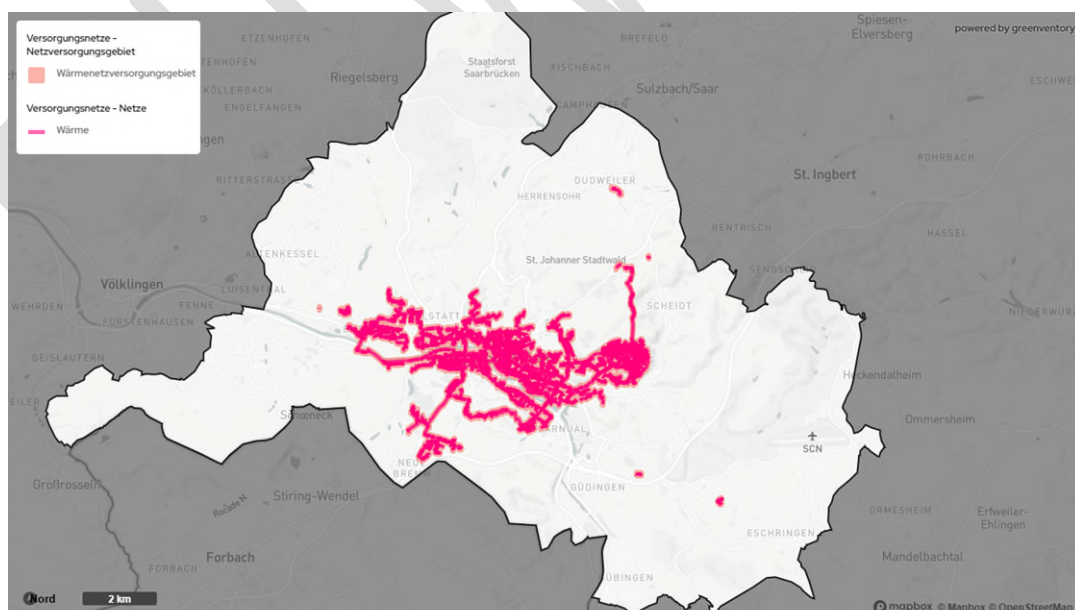 Versorgungsnetze -
Netzversorgungsgebiet
Wärmenetzversorgungsgebiet
Versorgungsnetze - Netze
Wärme
powered by greenventory
ETZENHOFEN
BREFELD
Spiesen-
Elversberg
Staatsforst
Saarbrücken
FISCHBACH
Riegelsberg
KÖLLERBACH
Sulzbach/Saar
ENGELFANGEN
ROHRBACH
DUDWEILER
St. Ingbert
HERRENSOHR
RENTRISCH
HASSEL
ALTENKESSEL
St. Johanner Stadtwald
Völklingen
LUISENTHAL
WEHRDEN
FENNE
SCHEIDT
FÜRSTENHAUSEN
GEISLAUTERN
Heckendalheim
Ommersheim
SCN
Großrosseln
Stiring-Wendel
GÜDINGEN
Rocade N
ORMESHEIM
Erfweiler-
Ehlingen
ESCHRINGEN
Forbach
Mandelbachtal
FORBACH
Nord
2 km
mapbox © Mapbox © OpenStreetMap